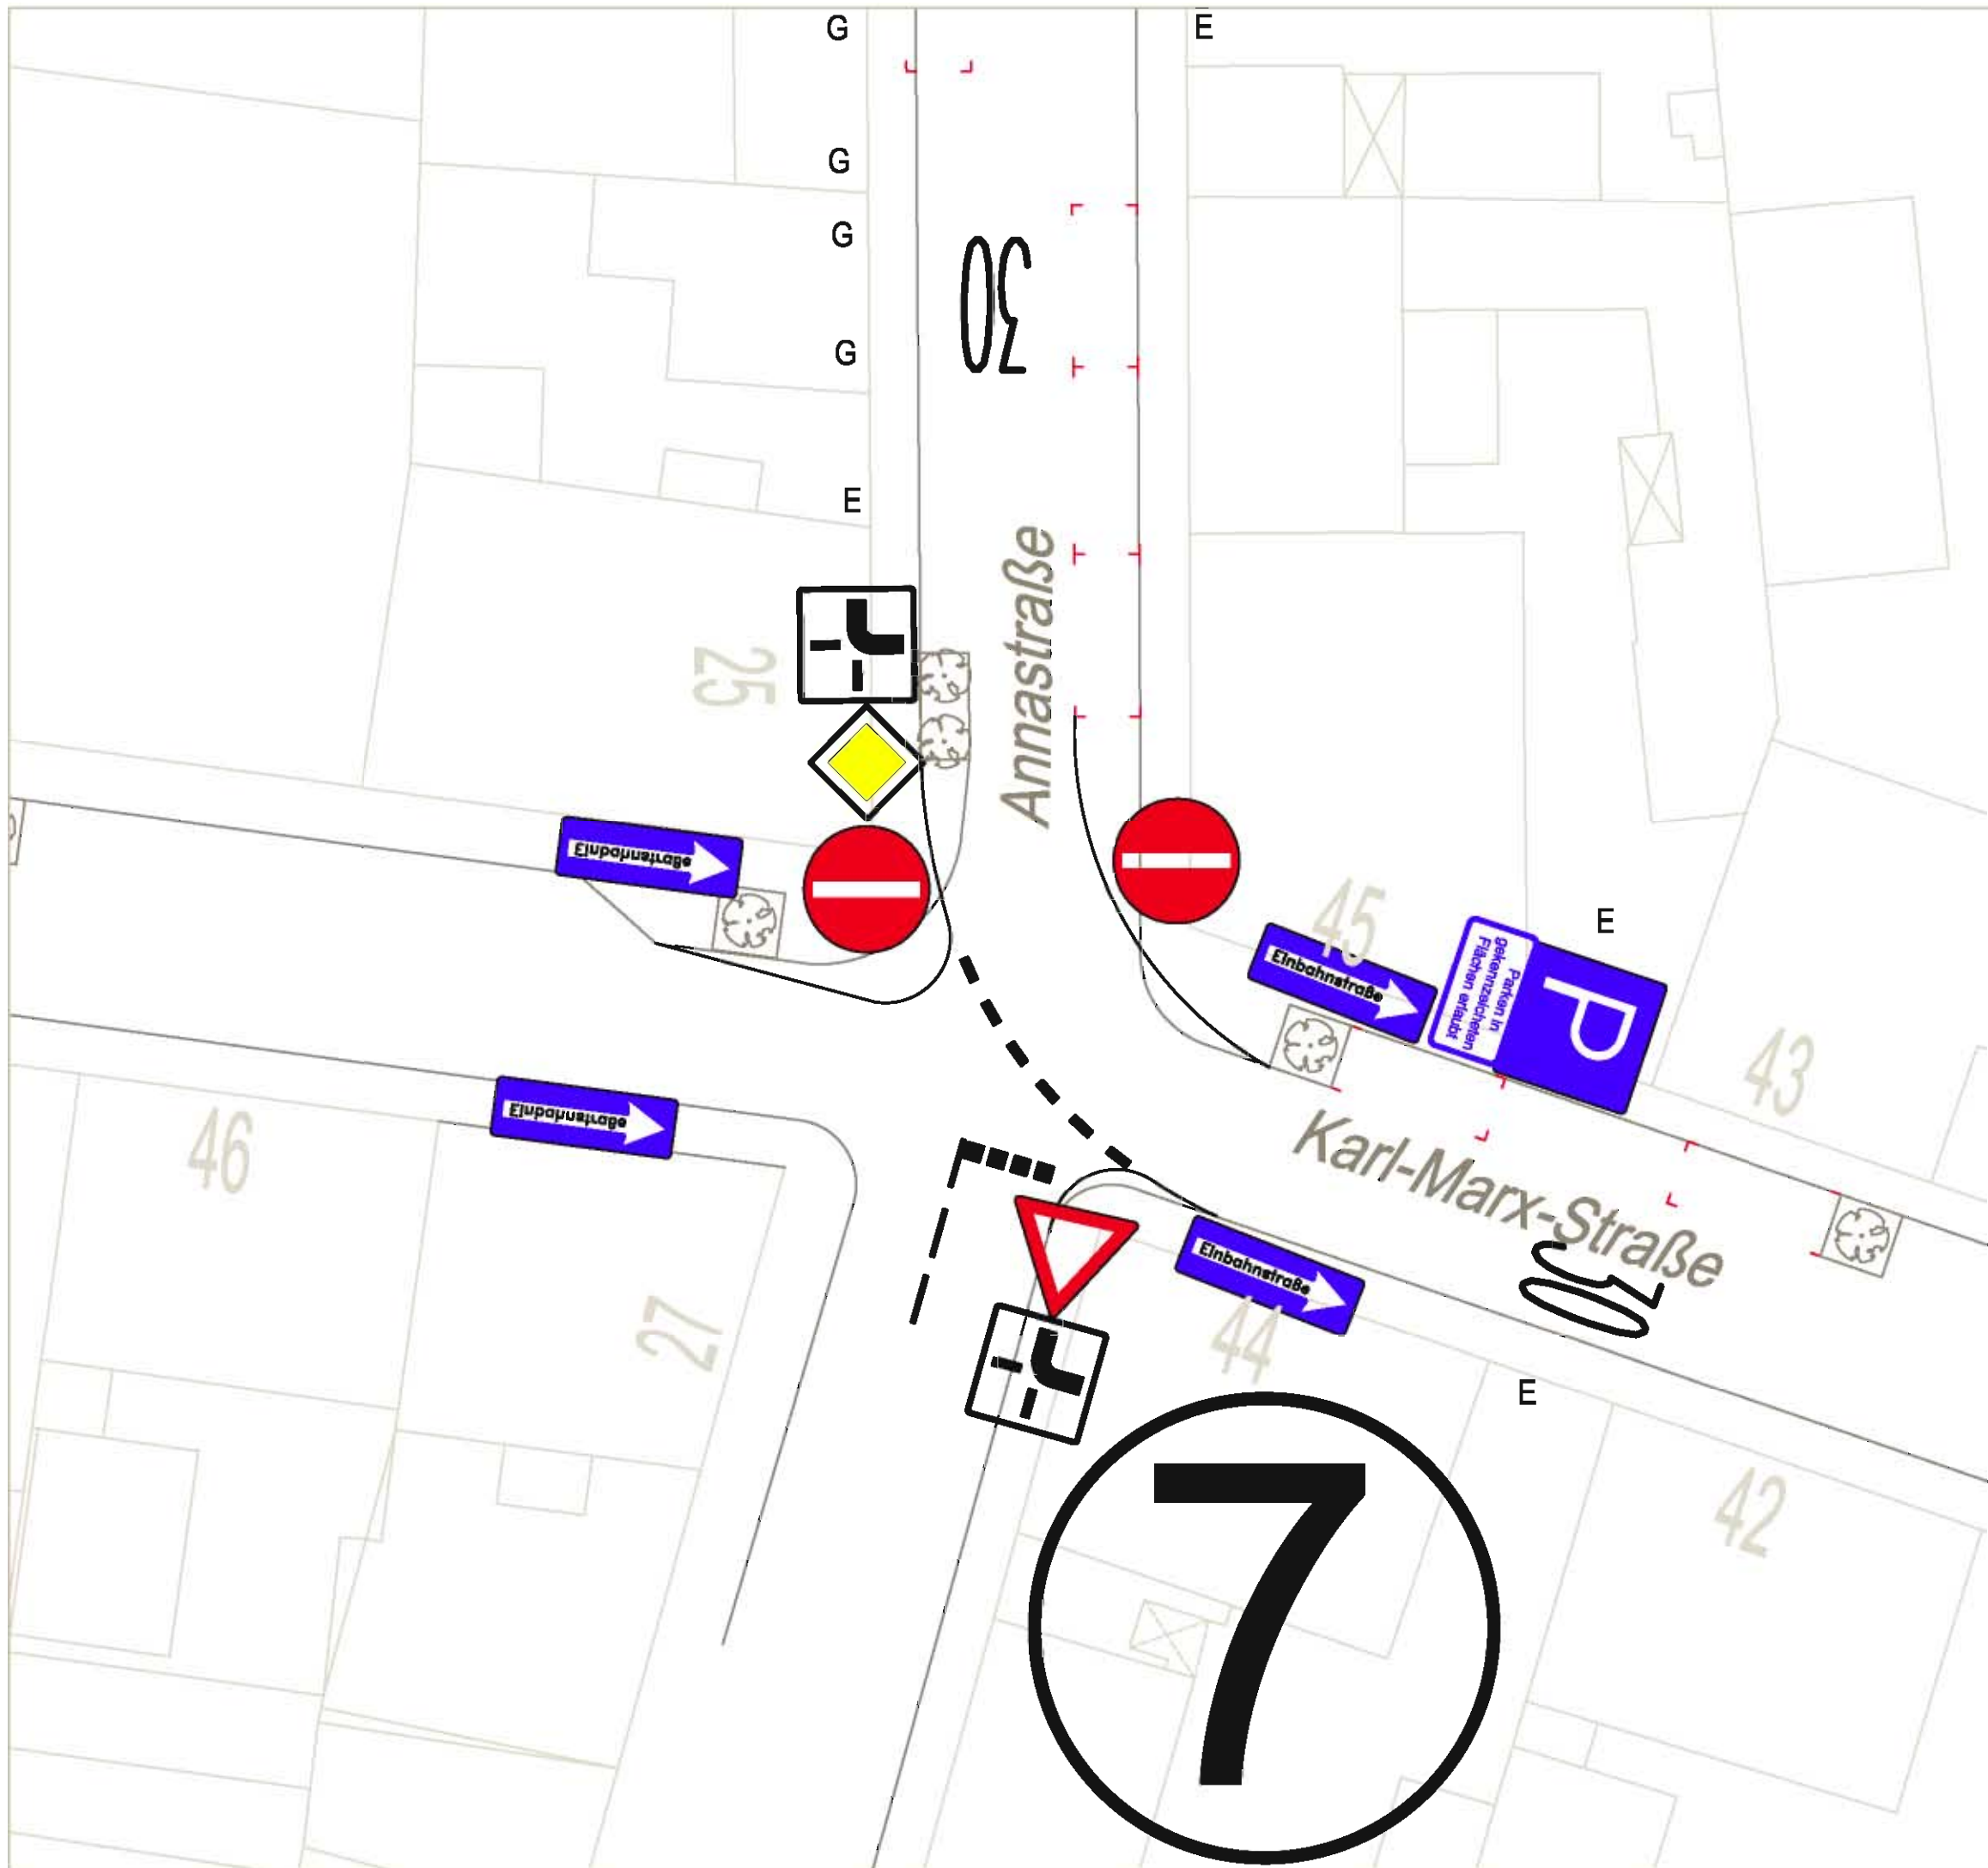 G
E
G
G
30
G
E
Annastraße
25
Einbahnstraße
45
E
Einbahnstraße
Parken in
gekennzeichneten
Flächen erlaubt
P
43
46
Einbahnstraße
Karl-Marx-Straße
30
Einbahnstraße
44
27
E
7
42